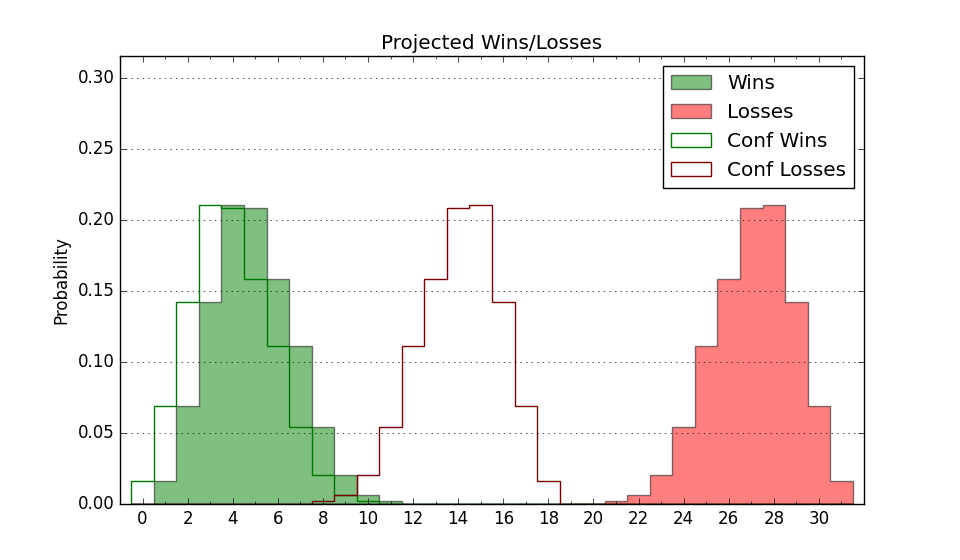 Projected Wins/Losses
0.30
0.25
0.20
0.15
0.10
0.05
0.00
Probability
Wins
Losses
Conf Wins
Conf Losses
0 2 4 6 8 10 12 14 16 18 20 22 24 26 28 30